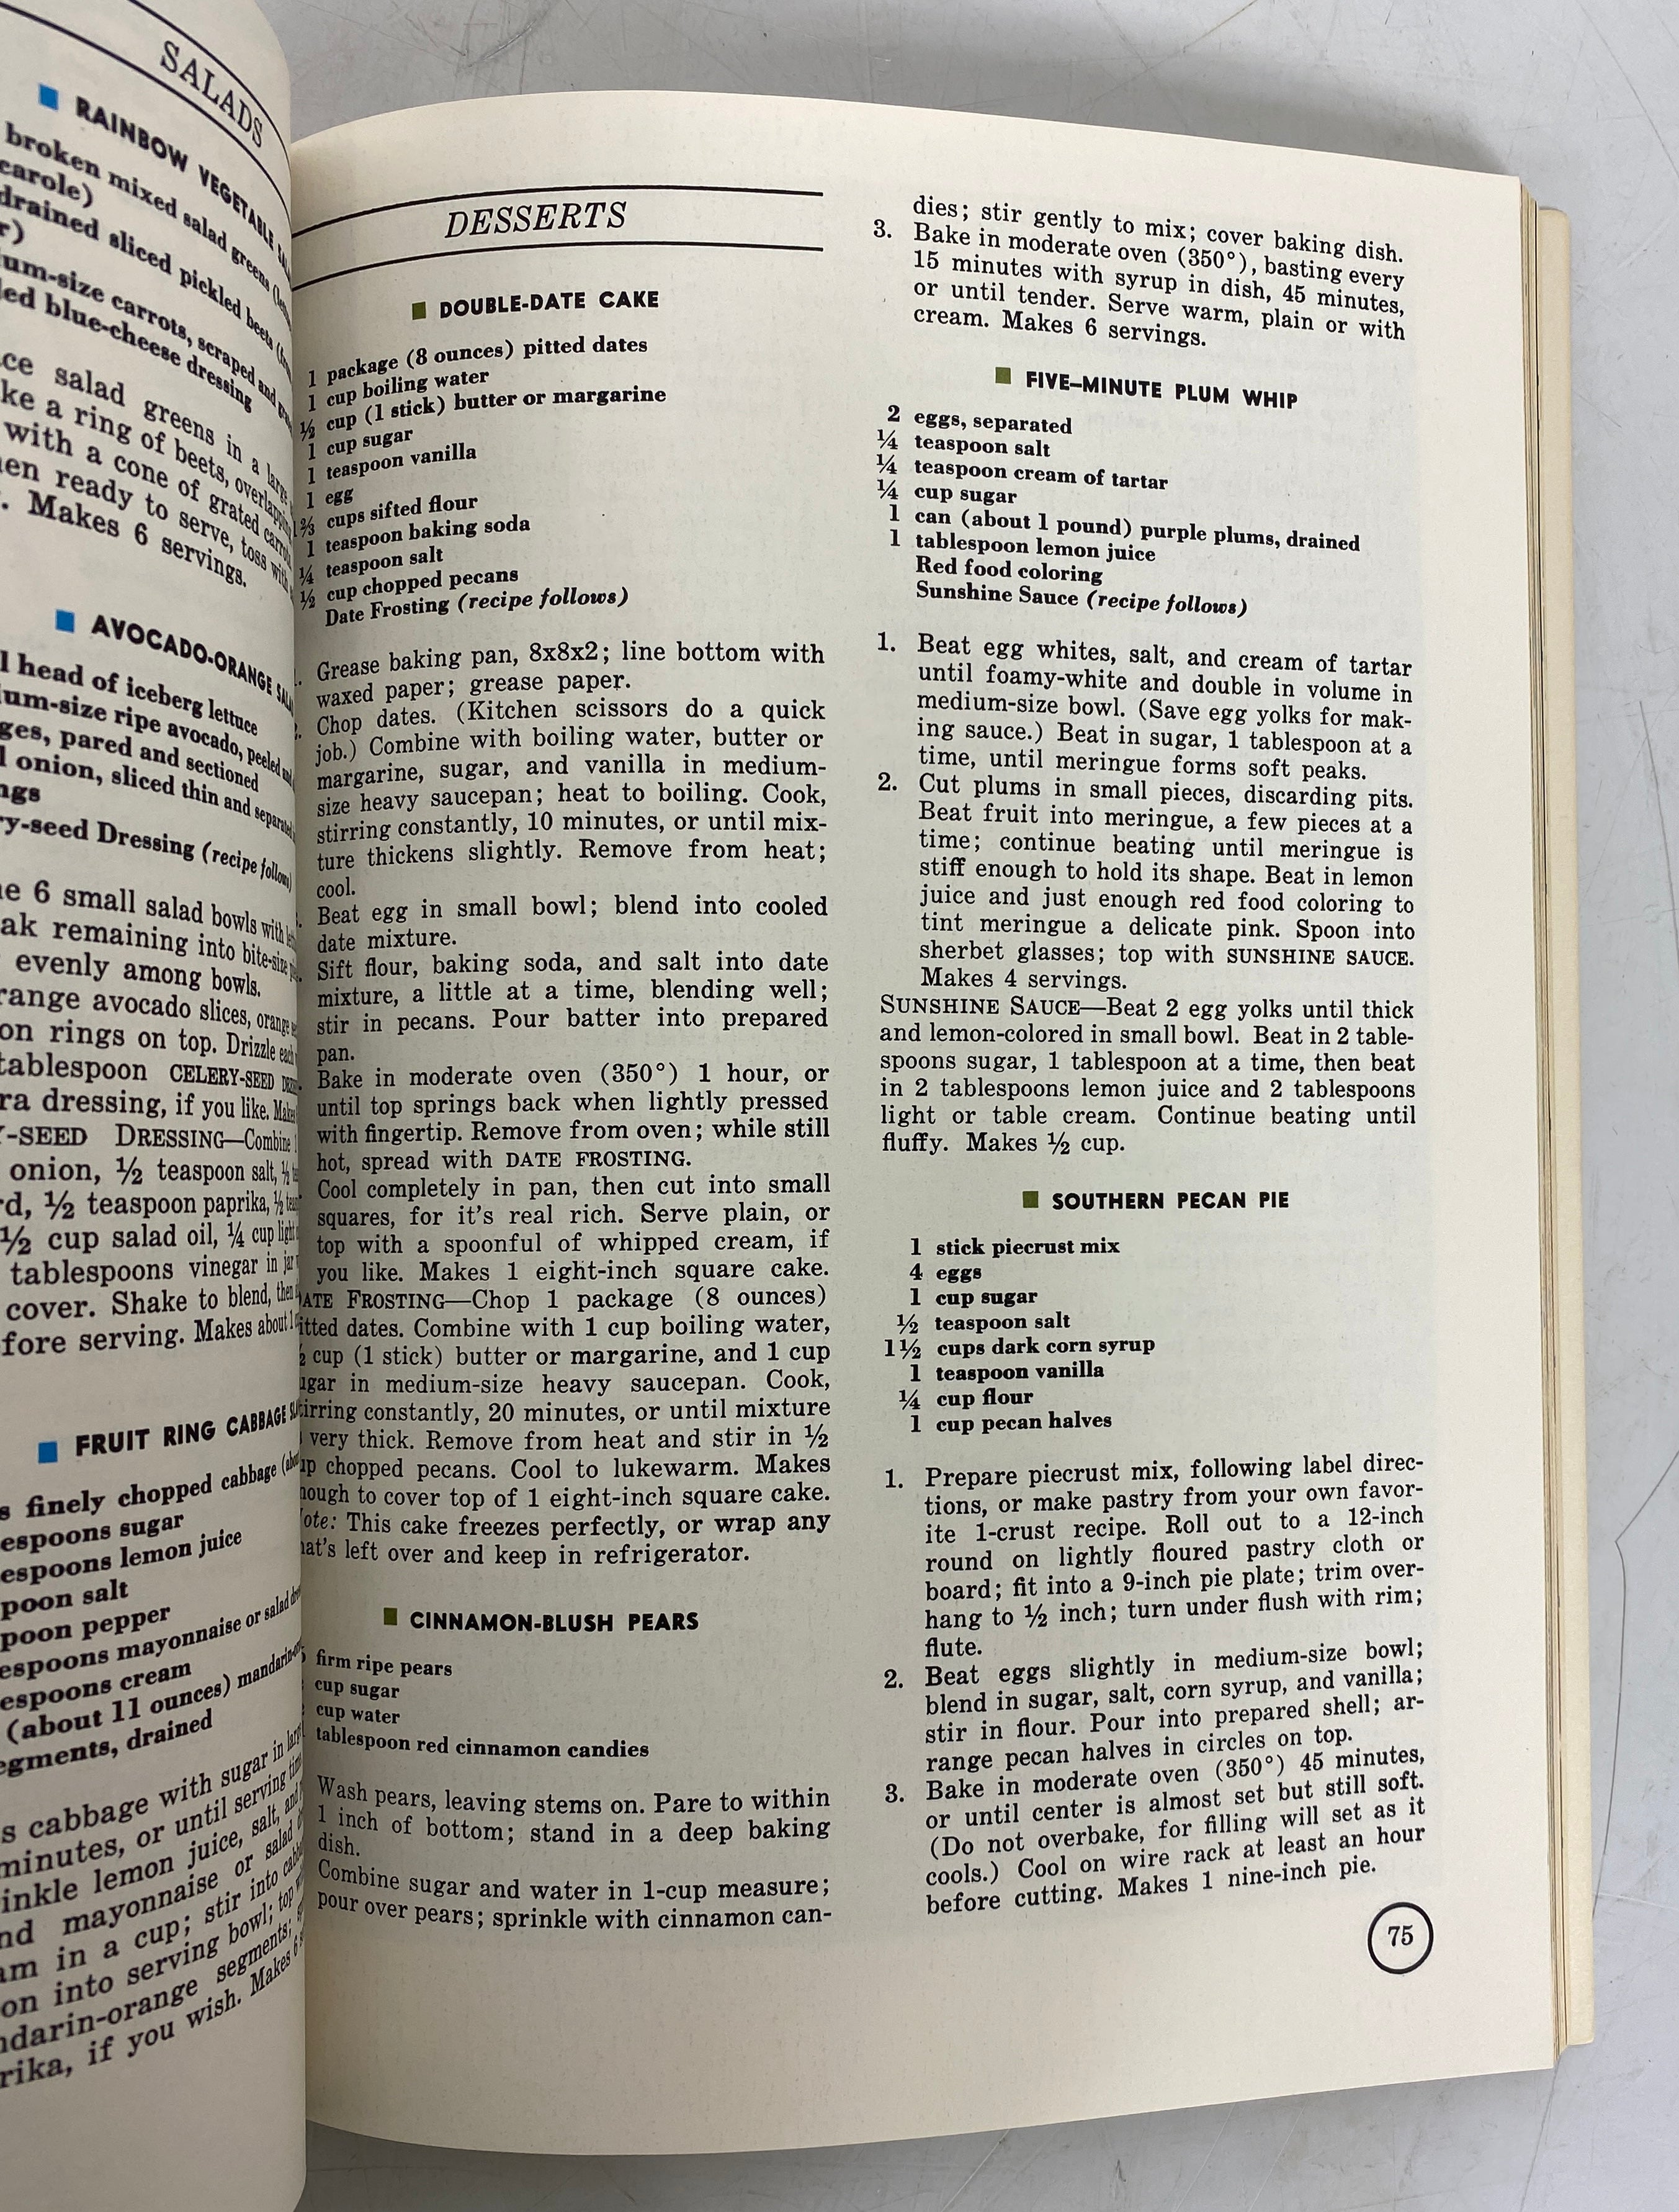 SALADS
RAINBOW VEGETABLE
broken mixed salad greens
carole)
drained sliced pickled beets
um-size carrots, scraped and
led blue-cheese dressing
ce salad greens in a large
ke a ring of beets, overlapping
with a cone of grated
en ready to serve, toss with
. Makes 6 servings.
AVOCADO-ORANGE
l head of iceberg lettuce
um-size ripe avocado, peeled and
ges, pared and sectioned
l onion, sliced thin and separated
ngs
ry-seed Dressing (recipe follows)
ne 6 small salad bowls with
ak remaining into bite-size
evenly among bowls.
range avocado slices, orange
on rings on top. Drizzle each
tablespoon CELERY-SEED
ra dressing, if you like. Makes
Y-SEED DRESSING—Combine 1
onion, ½ teaspoon salt, ½
rd, ½ teaspoon paprika, ½
½ cup salad oil, ¼ cup light
tablespoons vinegar in jar
cover. Shake to blend, then
fore serving. Makes about 1
FRUIT RING CABBAGE
s finely chopped cabbage
espoons sugar
espoons lemon juice
poon salt
poon pepper
espoons mayonnaise or salad
espoons cream
(about 11 ounces) mandarin-
egments, drained
s cabbage with sugar in large
minutes, or until serving time
inkle lemon juice, salt, and
nd mayonnaise or salad
am in a cup; stir into
on into serving bowl; top
ndarin-orange segments;
rika, if you wish. Makes 6
DESSERTS
DOUBLE-DATE CAKE
1 package (8 ounces) pitted dates
1 cup boiling water
½ cup (1 stick) butter or margarine
1 cup sugar
1 teaspoon vanilla
1 egg
1⅔ cups sifted flour
1 teaspoon baking soda
¼ teaspoon salt
½ cup chopped pecans
Date Frosting (recipe follows)
Grease baking pan, 8x8x2; line bottom with
waxed paper; grease paper.
Chop dates. (Kitchen scissors do a quick
job.) Combine with boiling water, butter or
margarine, sugar, and vanilla in medium-
size heavy saucepan; heat to boiling. Cook,
stirring constantly, 10 minutes, or until mix-
ture thickens slightly. Remove from heat;
cool.
Beat egg in small bowl; blend into cooled
date mixture.
Sift flour, baking soda, and salt into date
mixture, a little at a time, blending well;
stir in pecans. Pour batter into prepared
pan.
Bake in moderate oven (350°) 1 hour, or
until top springs back when lightly pressed
with fingertip. Remove from oven; while still
hot, spread with DATE FROSTING.
Cool completely in pan, then cut into small
squares, for it's real rich. Serve plain, or
top with a spoonful of whipped cream, if
you like. Makes 1 eight-inch square cake.
ATE FROSTING—Chop 1 package (8 ounces)
itted dates. Combine with 1 cup boiling water,
cup (1 stick) butter or margarine, and 1 cup
ugar in medium-size heavy saucepan. Cook,
tirring constantly, 20 minutes, or until mixture
very thick. Remove from heat and stir in ½
up chopped pecans. Cool to lukewarm. Makes
nough to cover top of 1 eight-inch square cake.
ote: This cake freezes perfectly, or wrap any
hat's left over and keep in refrigerator.
CINNAMON-BLUSH PEARS
firm ripe pears
cup sugar
cup water
tablespoon red cinnamon candies
Wash pears, leaving stems on. Pare to within
1 inch of bottom; stand in a deep baking
dish.
Combine sugar and water in 1-cup measure;
pour over pears; sprinkle with cinnamon can-
dies; stir gently to mix; cover baking dish.
3. Bake in moderate oven (350°), basting every
15 minutes with syrup in dish, 45 minutes,
or until tender. Serve warm, plain or with
cream. Makes 6 servings.
FIVE–MINUTE PLUM WHIP
2 eggs, separated
¼ teaspoon salt
¼ teaspoon cream of tartar
¼ cup sugar
1 can (about 1 pound) purple plums, drained
1 tablespoon lemon juice
Red food coloring
Sunshine Sauce (recipe follows)
1. Beat egg whites, salt, and cream of tartar
until foamy-white and double in volume in
medium-size bowl. (Save egg yolks for mak-
ing sauce.) Beat in sugar, 1 tablespoon at a
time, until meringue forms soft peaks.
2. Cut plums in small pieces, discarding pits.
Beat fruit into meringue, a few pieces at a
time; continue beating until meringue is
stiff enough to hold its shape. Beat in lemon
juice and just enough red food coloring to
tint meringue a delicate pink. Spoon into
sherbet glasses; top with SUNSHINE SAUCE.
Makes 4 servings.
SUNSHINE SAUCE—Beat 2 egg yolks until thick
and lemon-colored in small bowl. Beat in 2 table-
spoons sugar, 1 tablespoon at a time, then beat
in 2 tablespoons lemon juice and 2 tablespoons
light or table cream. Continue beating until
fluffy. Makes ½ cup.
SOUTHERN PECAN PIE
1 stick piecrust mix
4 eggs
1 cup sugar
½ teaspoon salt
1½ cups dark corn syrup
1 teaspoon vanilla
¼ cup flour
1 cup pecan halves
1. Prepare piecrust mix, following label direc-
tions, or make pastry from your own favor-
ite 1-crust recipe. Roll out to a 12-inch
round on lightly floured pastry cloth or
board; fit into a 9-inch pie plate; trim over-
hang to ½ inch; turn under flush with rim;
flute.
2. Beat eggs slightly in medium-size bowl;
blend in sugar, salt, corn syrup, and vanilla;
stir in flour. Pour into prepared shell; ar-
range pecan halves in circles on top.
3. Bake in moderate oven (350°) 45 minutes,
or until center is almost set but still soft.
(Do not overbake, for filling will set as it
cools.) Cool on wire rack at least an hour
before cutting. Makes 1 nine-inch pie.
75